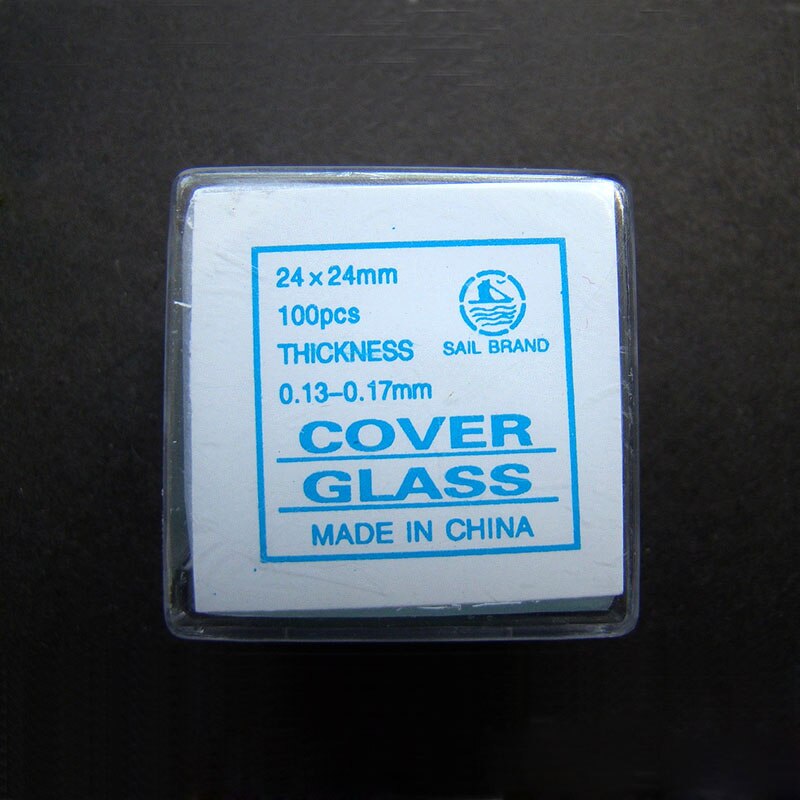 24×24mm
100pcs
THICKNESS
0.13-0.17mm
SAIL BRAND
COVER
GLASS
MADE IN CHINA